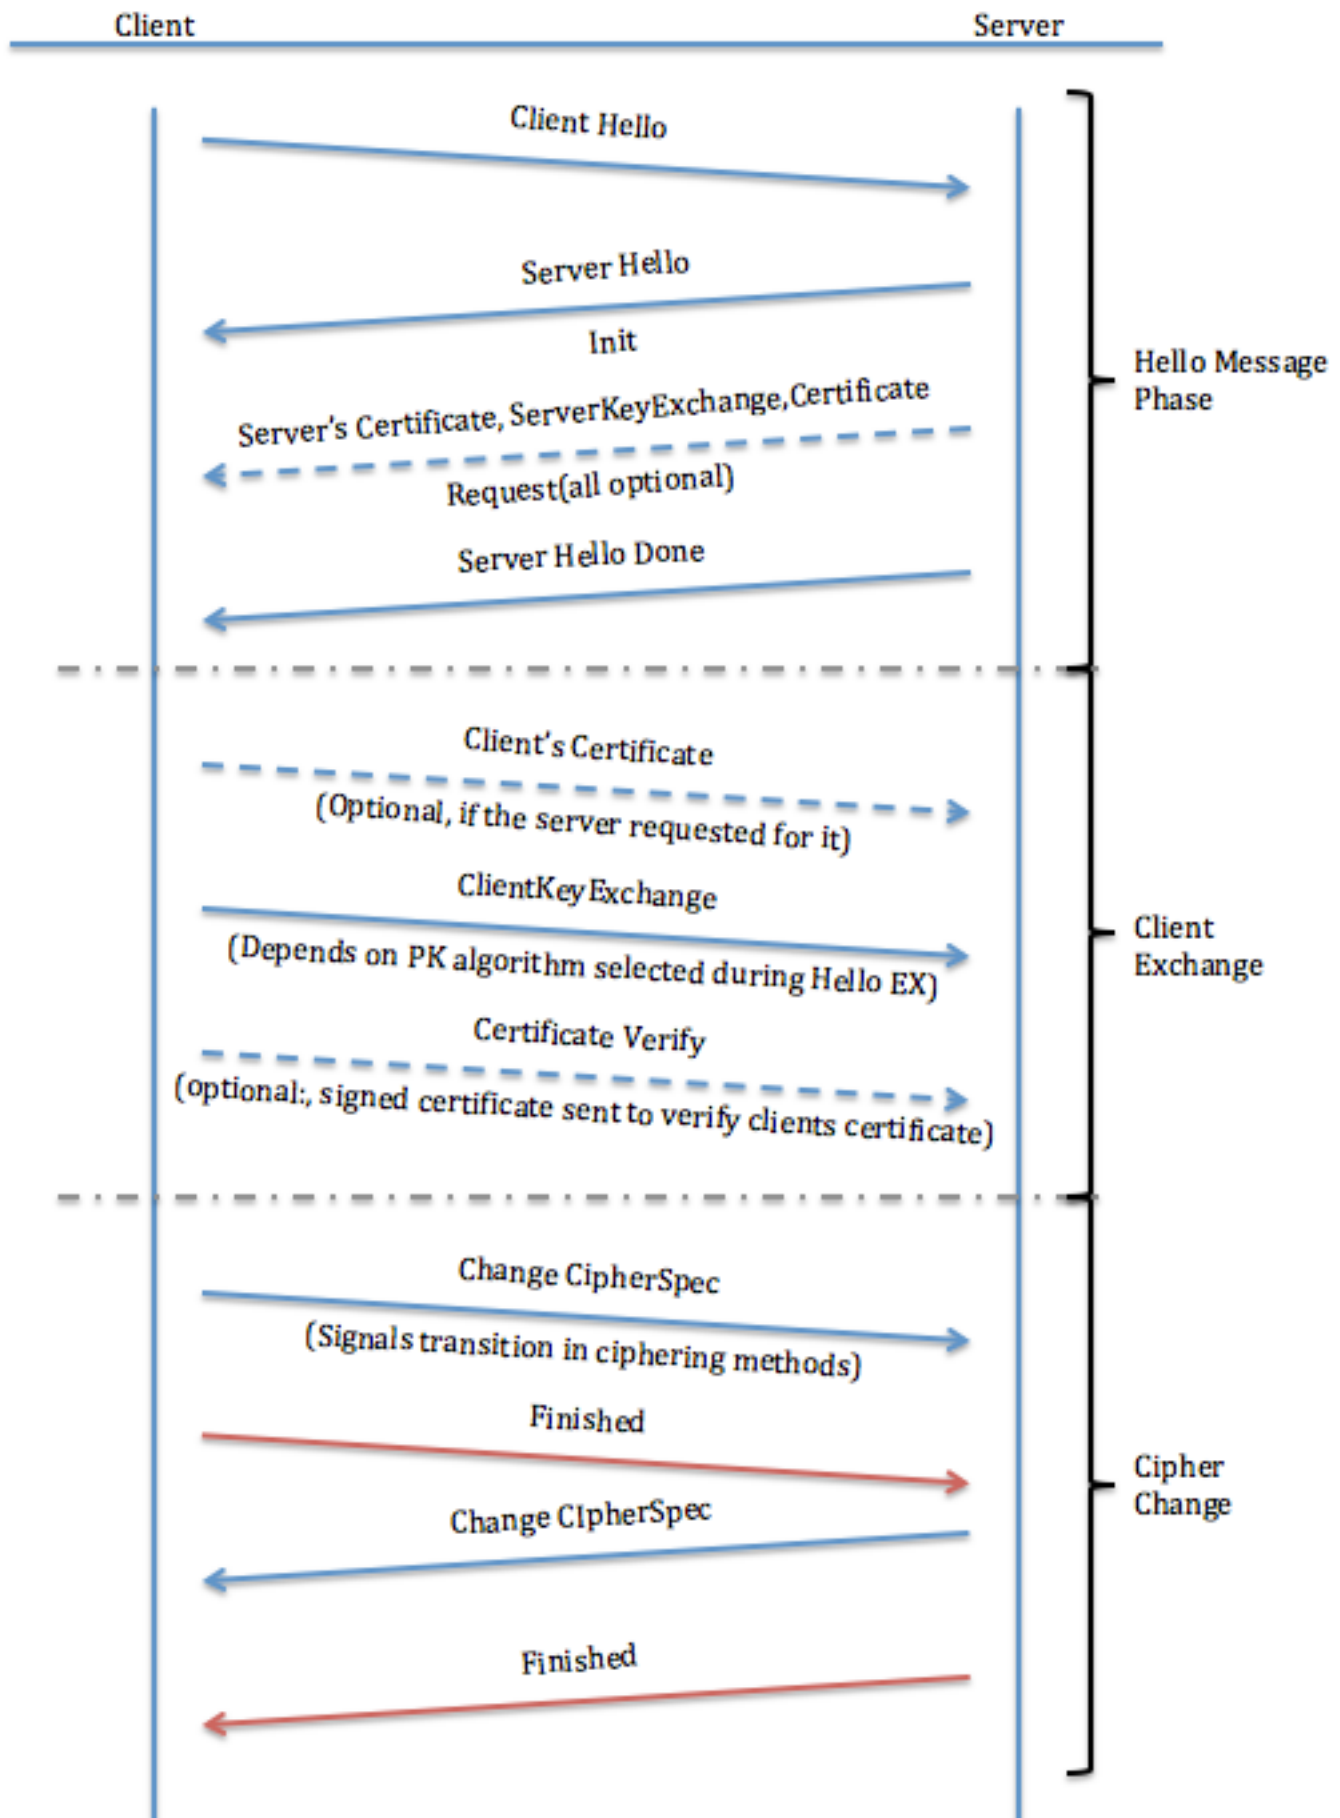 Client
Server
Client Hello
Server Hello
Init
Server's Certificate, ServerKeyExchange,Certificate
Request(all optional)
Server Hello Done
Hello Message
Phase
Client's Certificate
(Optional, if the server requested for it)
ClientKeyExchange
(Depends on PK algorithm selected during Hello EX)
Certificate Verify
(optional:, signed certificate sent to verify clients certificate)
Client
Exchange
Change CipherSpec
(Signals transition in ciphering methods)
Finished
Change CIpherSpec
Finished
Cipher
Change